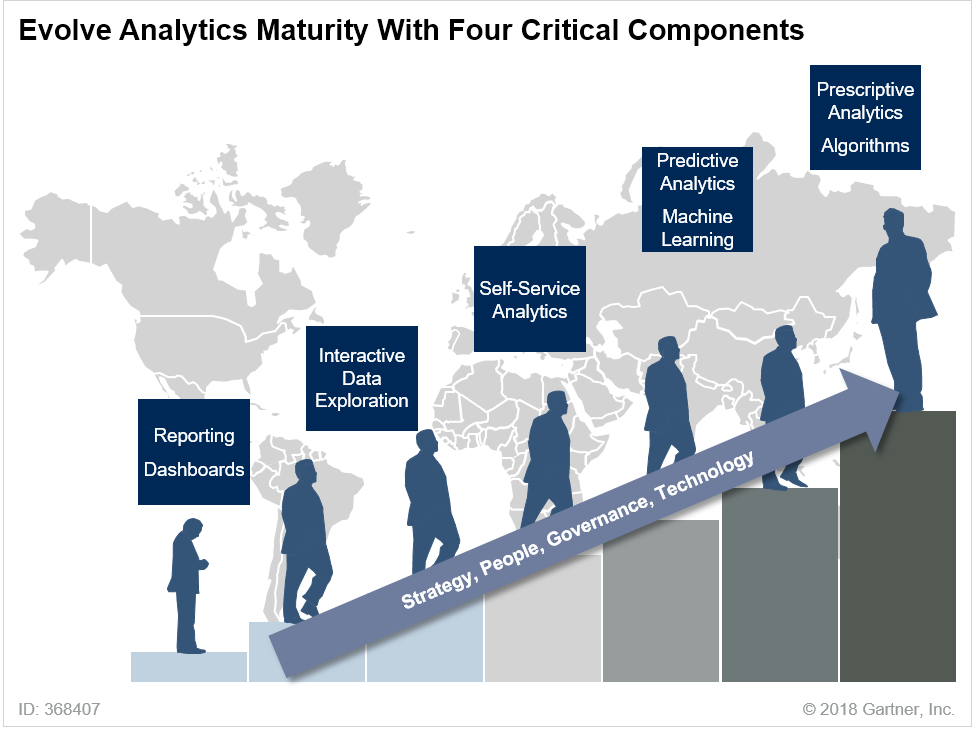 Evolve Analytics Maturity With Four Critical Components
Prescriptive
Analytics
Algorithms
Predictive
Analytics
Machine
Learning
Self-Service
Analytics
Interactive
Data
Exploration
Reporting
Dashboards
Strategy, People, Governance, Technology
ID: 368407
© 2018 Gartner, Inc.